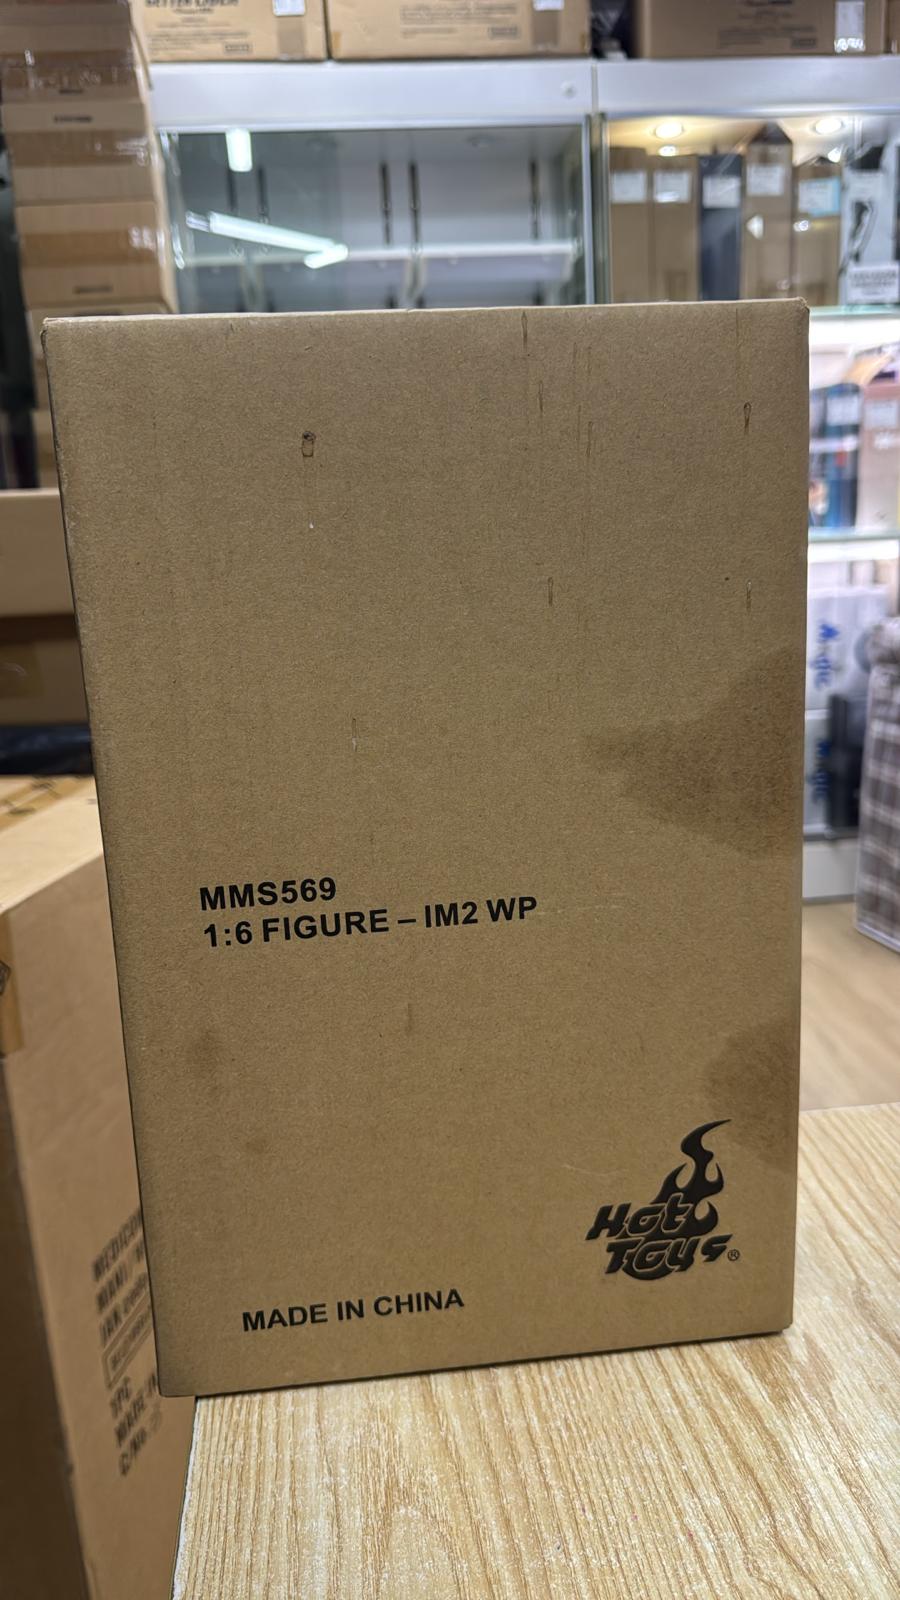 MMS569
1:6 FIGURE – IM2 WP
Hot
Toys®
MADE IN CHINA